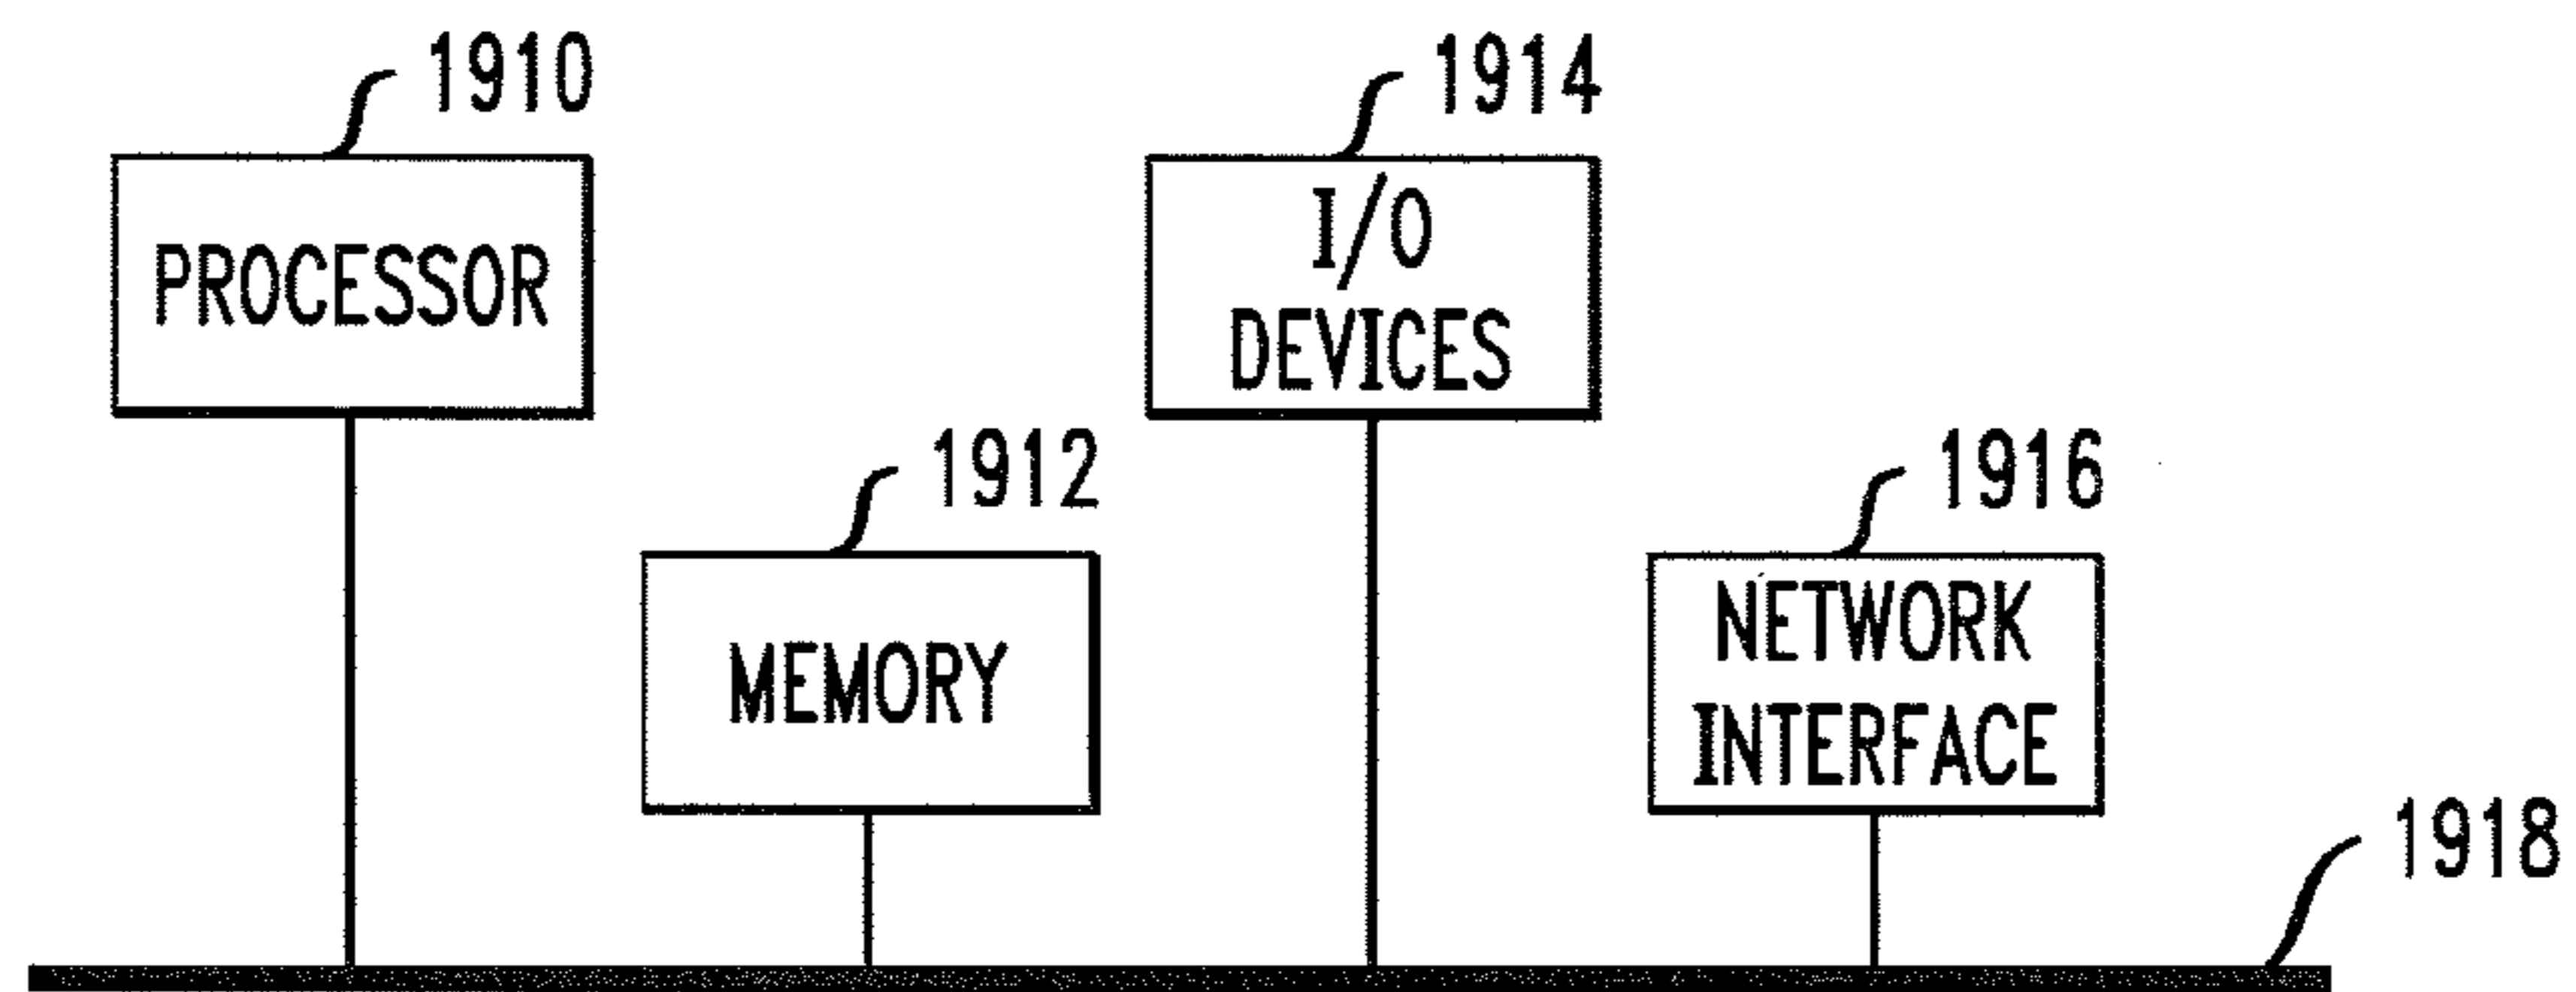 1910
PROCESSOR
1914
I/O
DEVICES
1912
MEMORY
1916
NETWORK
INTERFACE
1918